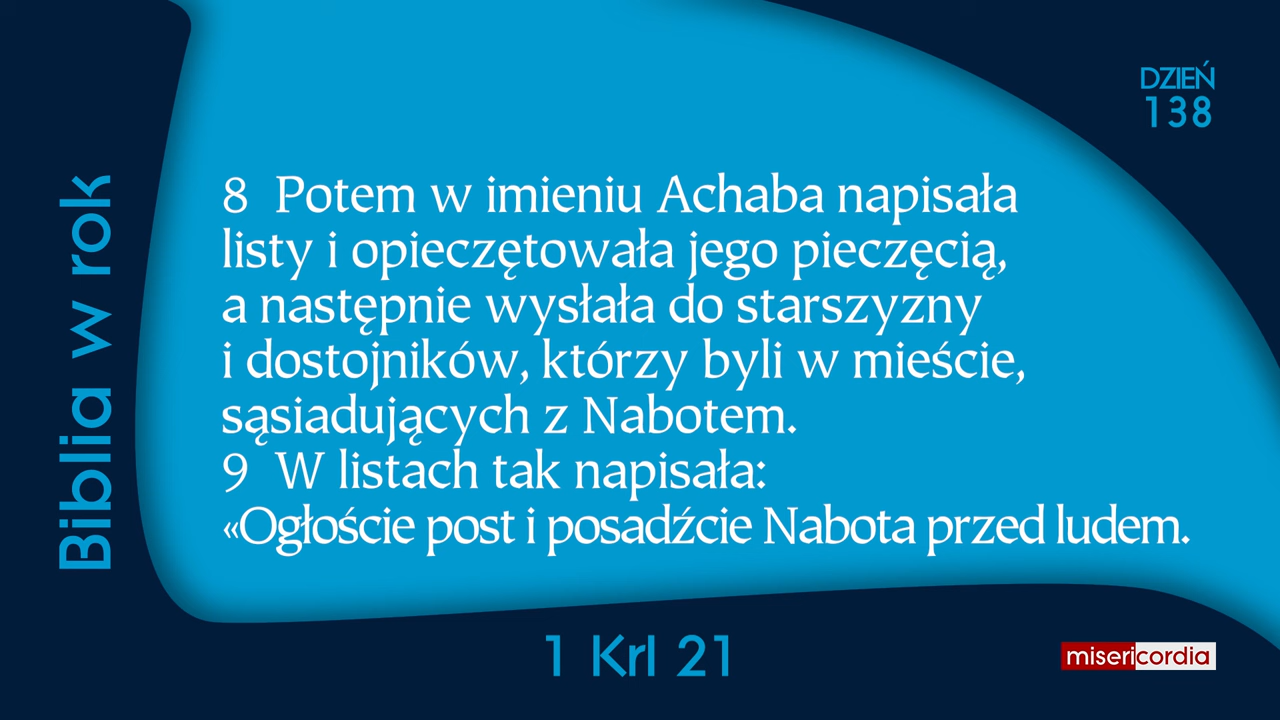 DZIEŃ
138
8 Potem w imieniu Achaba napisała
listy i opieczętowała jego pieczęcią,
a następnie wysłała do starszyzny
i dostojników, którzy byli w mieście,
sąsiadujących z Nabotem.
9 W listach tak napisała:
«Ogłoście post i posadźcie Nabota przed ludem.
Biblia w rok
1 Krl 21
misericordia